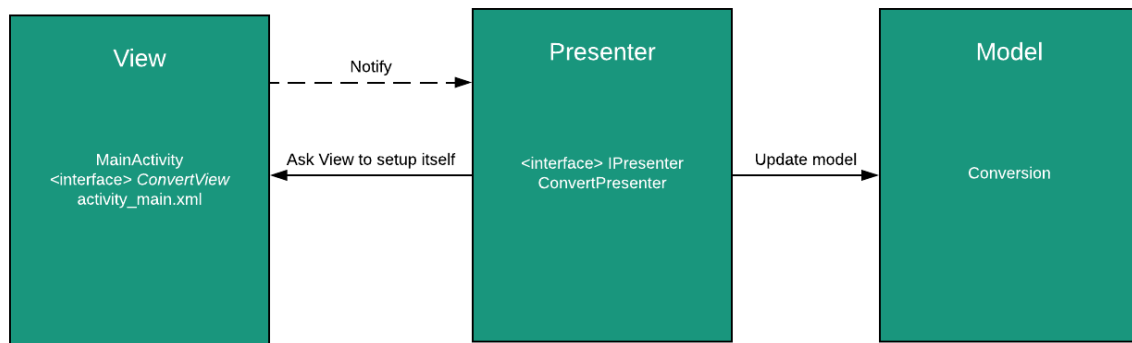 View
MainActivity
<interface> ConvertView
activity_main.xml
Notify
Ask View to setup itself
Presenter
<interface> IPresenter
ConvertPresenter
Update model
Model
Conversion